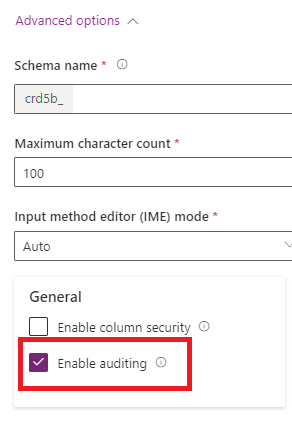 Advanced options
Schema name *
crd5b_
Maximum character count *
100
Input method editor (IME) mode *
Auto
General
Enable column security
Enable auditing